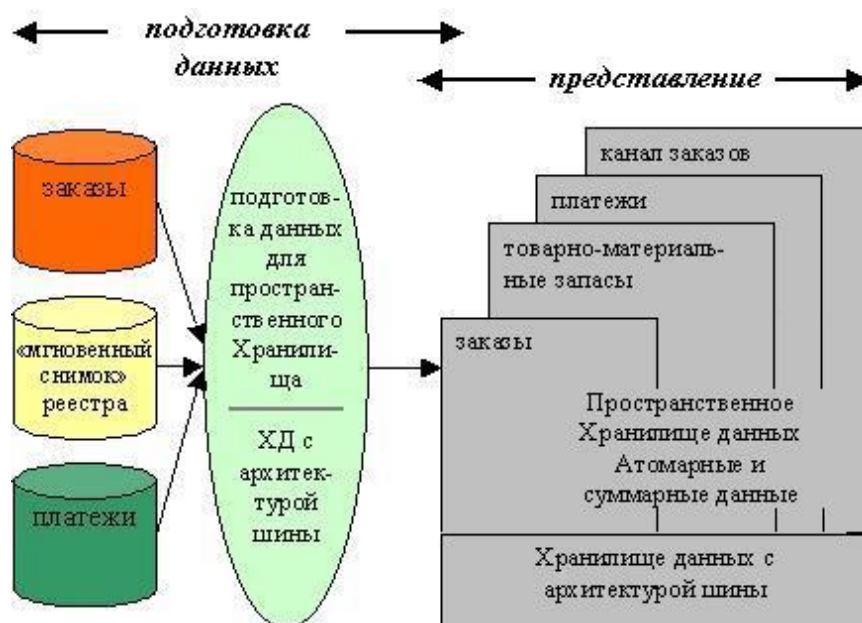 подготовка
данных
представление
заказы
«мгновенный
снимок»
реестра
платежи
подготов-
ка данных
для
простран-
ственного
Хранили-
ща
ХД с
архитек-
турой
шины
канал заказов
платежи
товарно-материаль-
ные запасы
заказы
Пространственное
Хранилище данных
Атомарные и
суммарные данные
Хранилище данных с
архитектурой шины